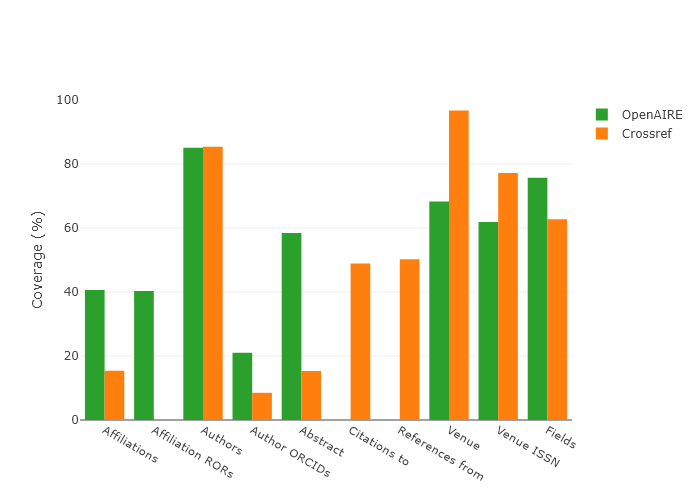 OpenAIRE
Crossref
Coverage (%)
100
80
60
40
20
0
Affiliations
Affiliation RORs
Authors
Author ORCIDs
Abstract
Citations to
References from
Venue
Venue ISSN
Fields